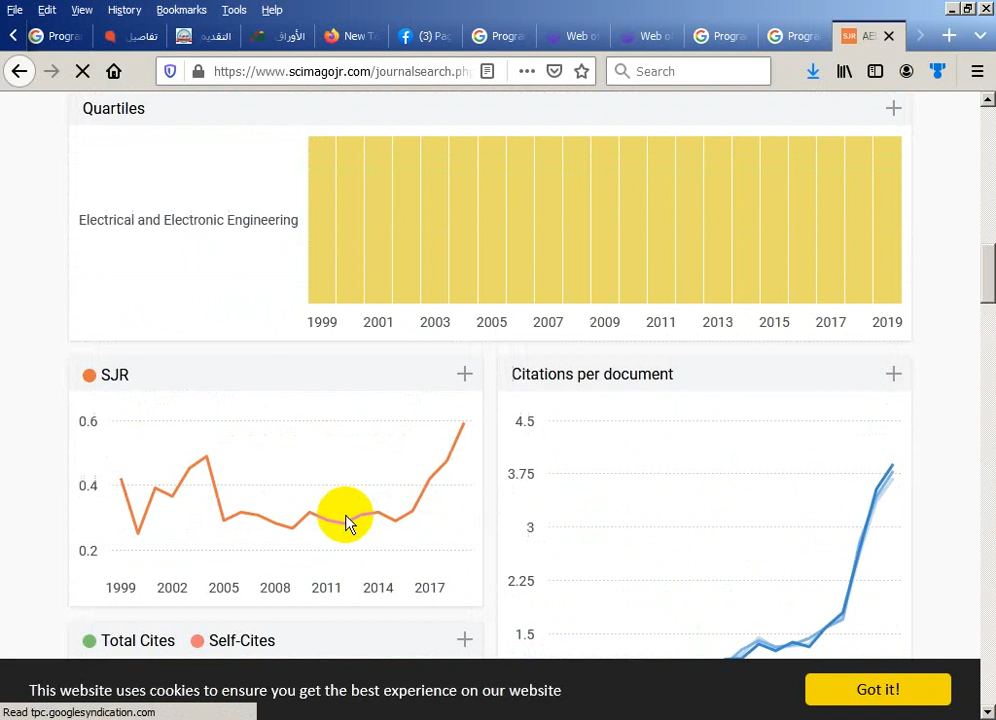 File Edit View History Bookmarks Tools Help
Progra تفاصيل التقديم الأوراق New T (3) Pa Progra Web of Web of Progra Progra SJR AE
https://www.scimagojr.com/journalsearch.ph Search
Quartiles
Electrical and Electronic Engineering
1999 2001 2003 2005 2007 2009 2011 2013 2015 2017 2019
SJR
0.6
0.4
0.2
1999 2002 2005 2008 2011 2014 2017
Citations per document
4.5
3.75
3
2.25
1.5
Total Cites Self-Cites
This website uses cookies to ensure you get the best experience on our website Got it!
Read tpc.googlesyndication.com